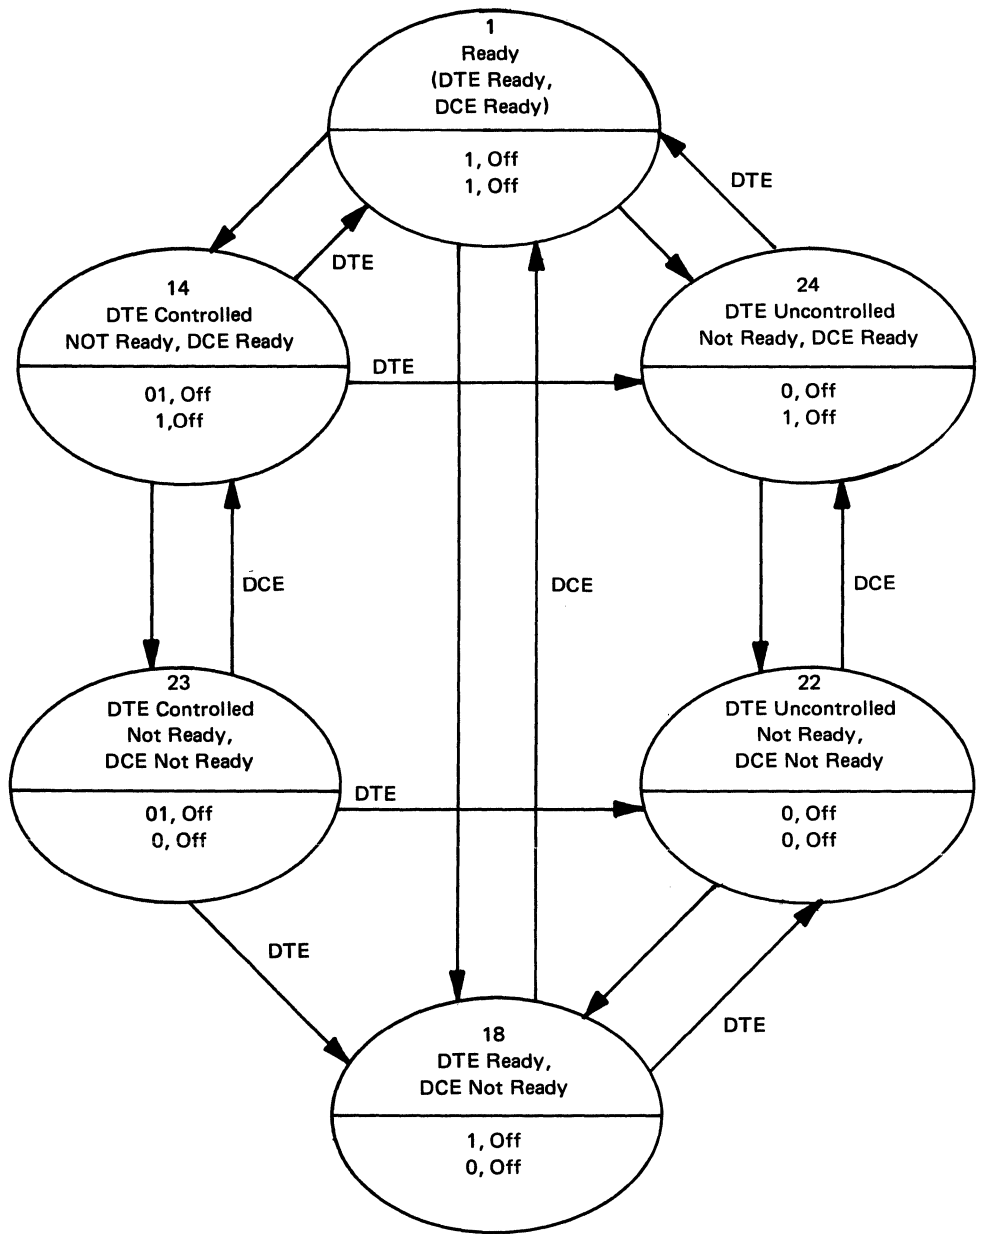 1
Ready
(DTE Ready,
DCE Ready)
1, Off
1, Off
DTE
DTE
14
DTE Controlled
NOT Ready, DCE Ready
01, Off
1,Off
24
DTE Uncontrolled
Not Ready, DCE Ready
0, Off
1, Off
DTE
DCE
DCE
DCE
23
DTE Controlled
Not Ready,
DCE Not Ready
01, Off
0, Off
22
DTE Uncontrolled
Not Ready,
DCE Not Ready
0, Off
0, Off
DTE
DTE
DTE
18
DTE Ready,
DCE Not Ready
1, Off
0, Off